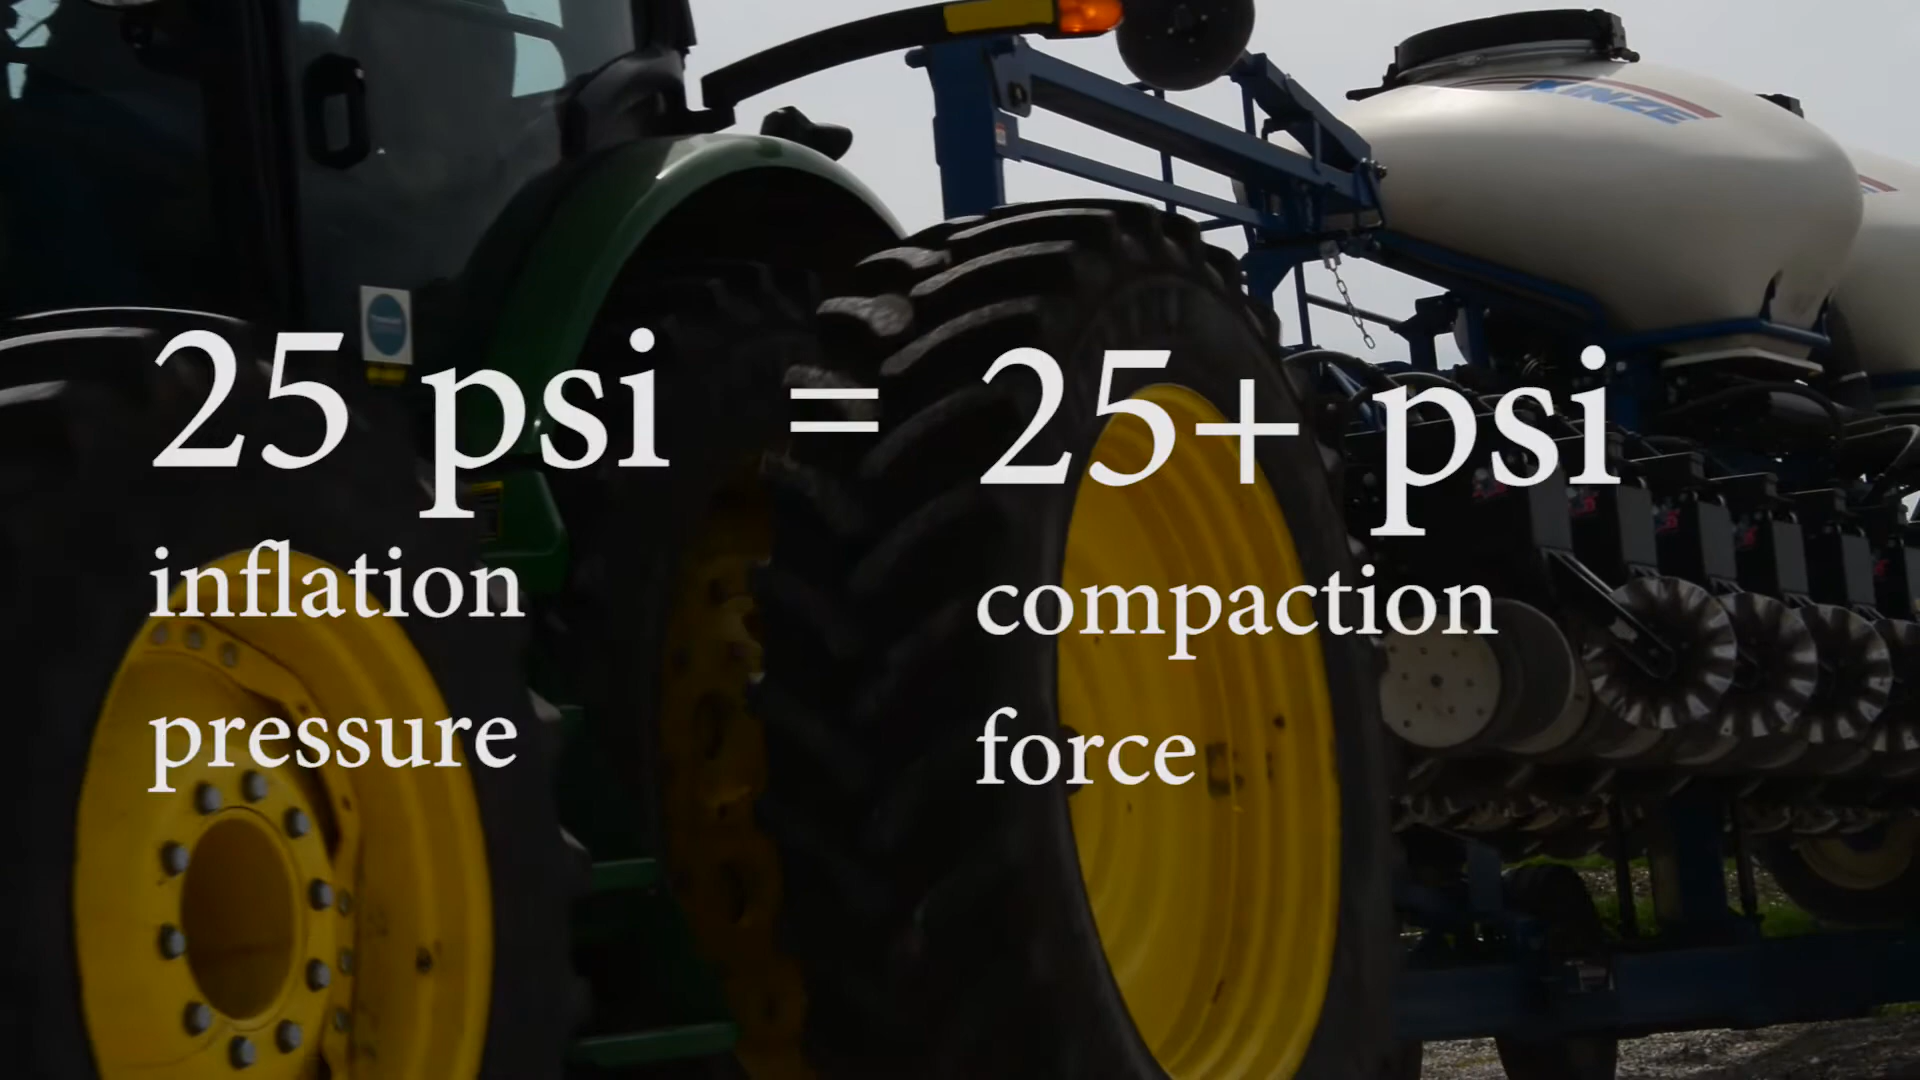 KINZE
25 psi = 25+ psi
inflation
pressure
compaction
force